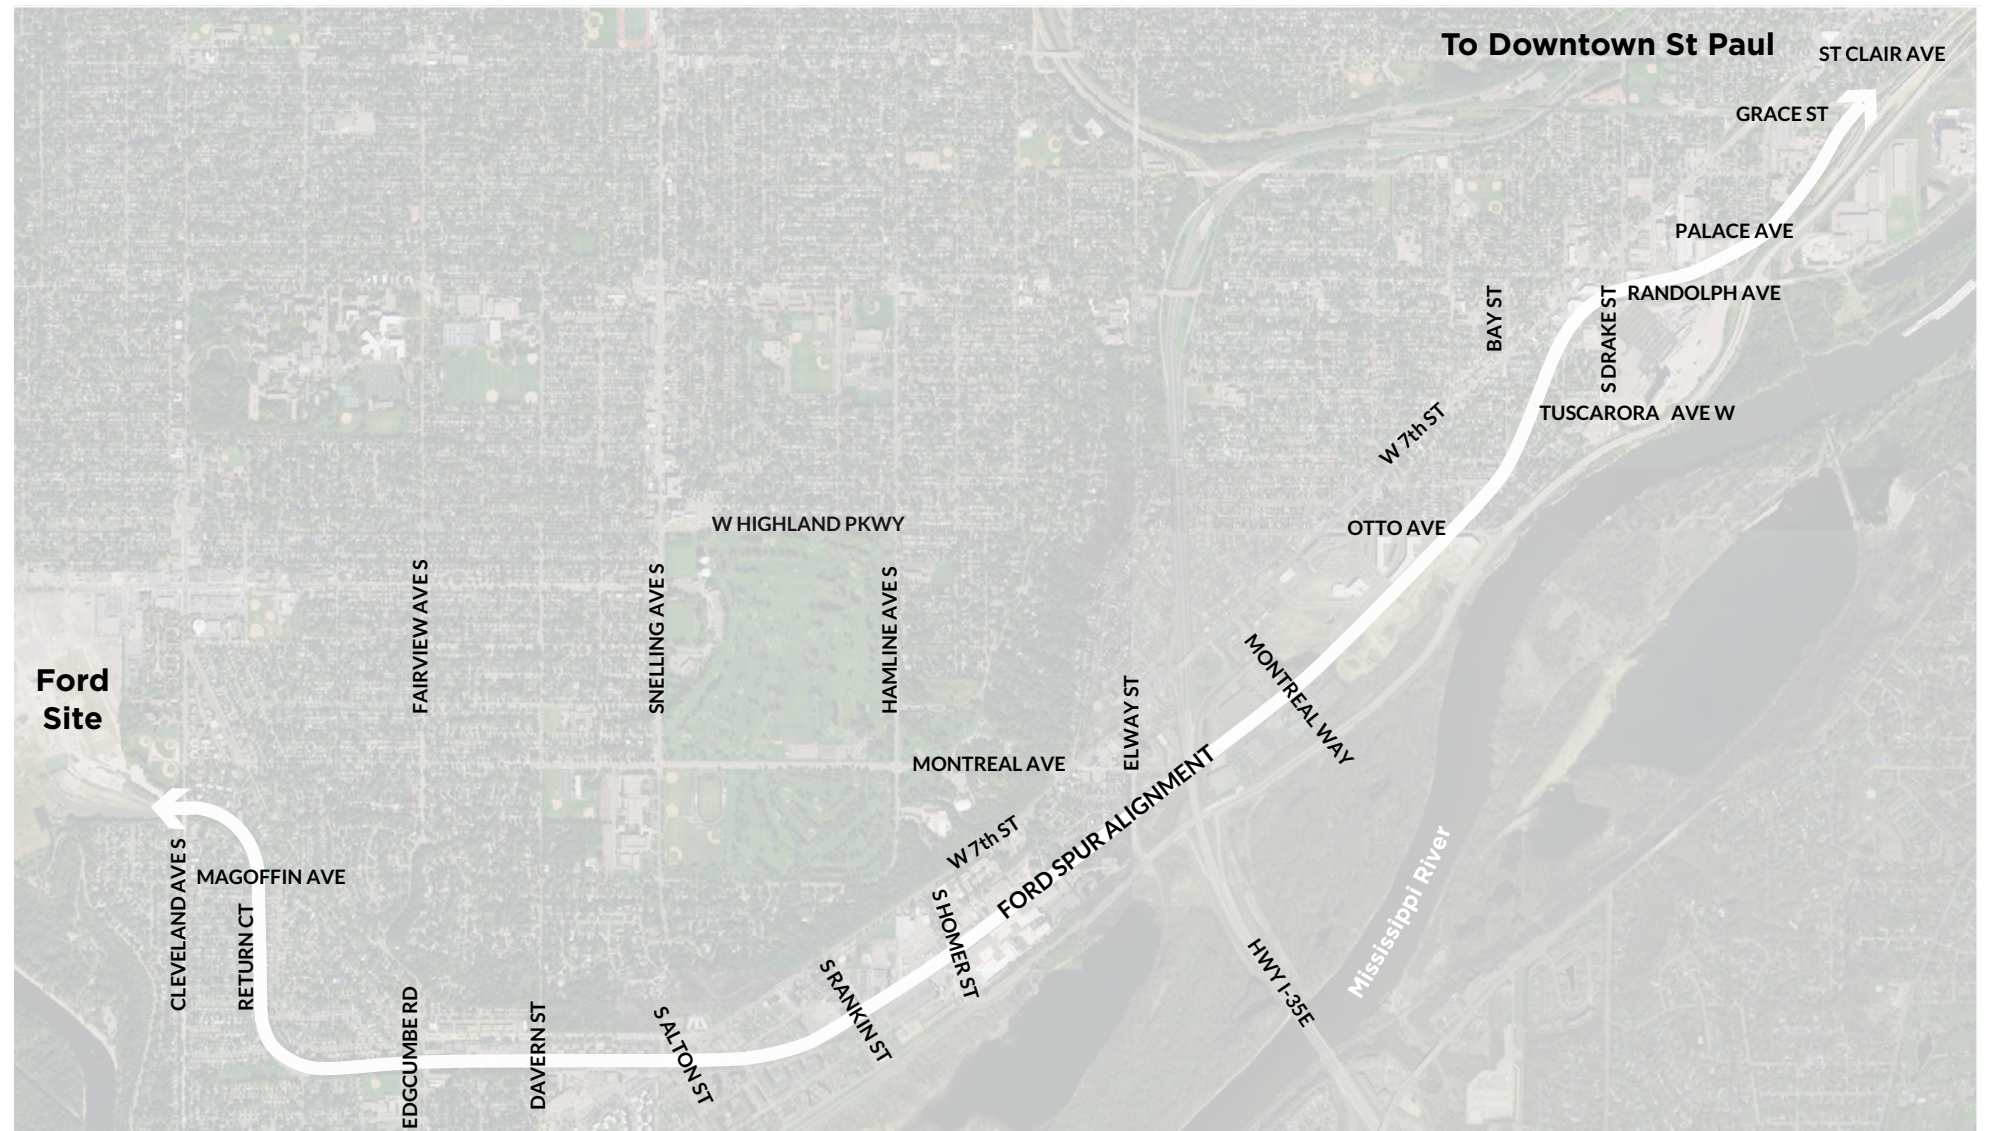 To Downtown St Paul
ST CLAIR AVE
GRACE ST
PALACE AVE
RANDOLPH AVE
BAY ST
S DRAKE ST
TUSCARORA AVE W
W 7th ST
OTTO AVE
W HIGHLAND PKWY
FAIRVIEW AVE S
SNELLING AVE S
HAMLINE AVE S
Ford
Site
MONTREAL WAY
ELWAY ST
MONTREAL AVE
FORD SPUR ALIGNMENT
W 7th ST
Mississippi River
CLEVELAND AVE S
MAGOFFIN AVE
RETURN CT
S HOMER ST
HWY I-35E
S RANKIN ST
EDGCUMBE RD
DAVERN ST
S ALTON ST